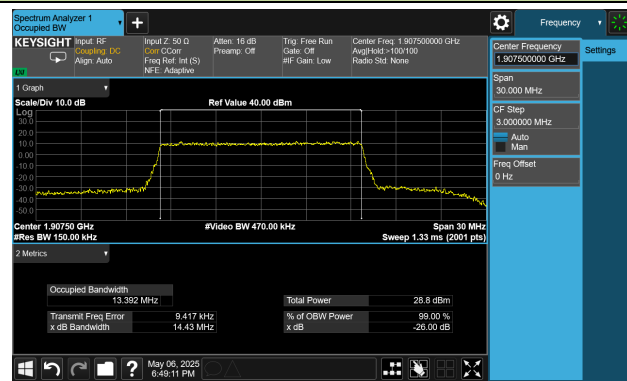 Spectrum Analyzer 1
Occupied BW
+
Frequency
KEYSIGHT
Input: RF
Coupling: DC
Align: Auto
Input Z: 50 Ω
Corr CCorr
Freq Ref: Int (S)
NFE: Adaptive
Atten: 16 dB
Preamp: Off
Trig: Free Run
Gate: Off
#IF Gain: Low
Center Freq: 1.907500000 GHz
Avg|Hold:>100/100
Radio Std: None
LXI
Center Frequency
1.907500000 GHz
Settings
Span
30.000 MHz
CF Step
3.000000 MHz
Auto
Man
Freq Offset
0 Hz
1 Graph
Scale/Div 10.0 dB
Ref Value 40.00 dBm
Log
30.0
20.0
10.0
0.00
-10.0
-20.0
-30.0
-40.0
-50.0
Center 1.90750 GHz
#Video BW 470.00 kHz
Span 30 MHz
#Res BW 150.00 kHz
Sweep 1.33 ms (2001 pts)
2 Metrics
Occupied Bandwidth
13.392 MHz
Total Power 28.8 dBm
Transmit Freq Error 9.417 kHz
% of OBW Power 99.00 %
x dB Bandwidth 14.43 MHz
x dB -26.00 dB
?
May 06, 2025
6:49:11 PM